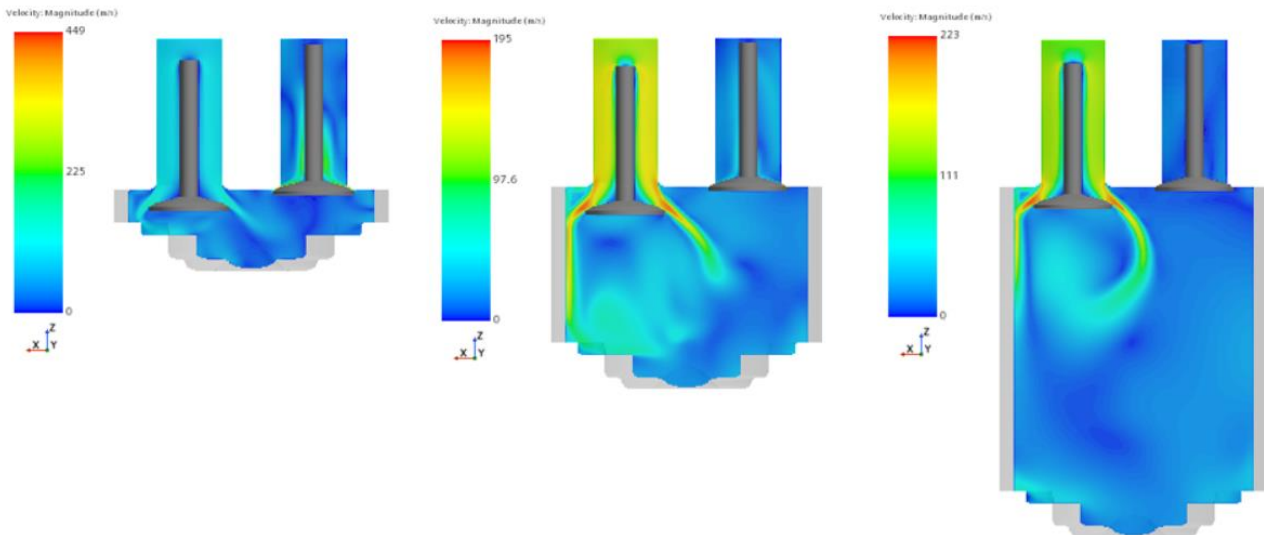 Velocity: Magnitude (m/s)
449
225
0
Z
X
Y
Velocity: Magnitude (m/s)
195
97.6
0
Z
X
Y
Velocity: Magnitude (m/s)
223
111
0
Z
X
Y